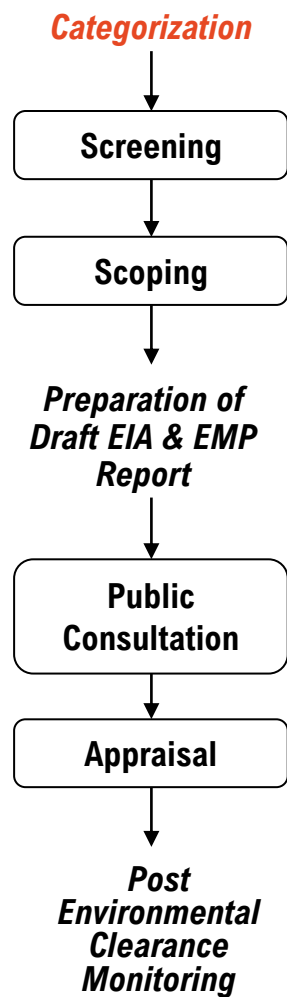 Categorization
Screening
Scoping
Preparation of
Draft EIA & EMP
Report
Public
Consultation
Appraisal
Post
Environmental
Clearance
Monitoring